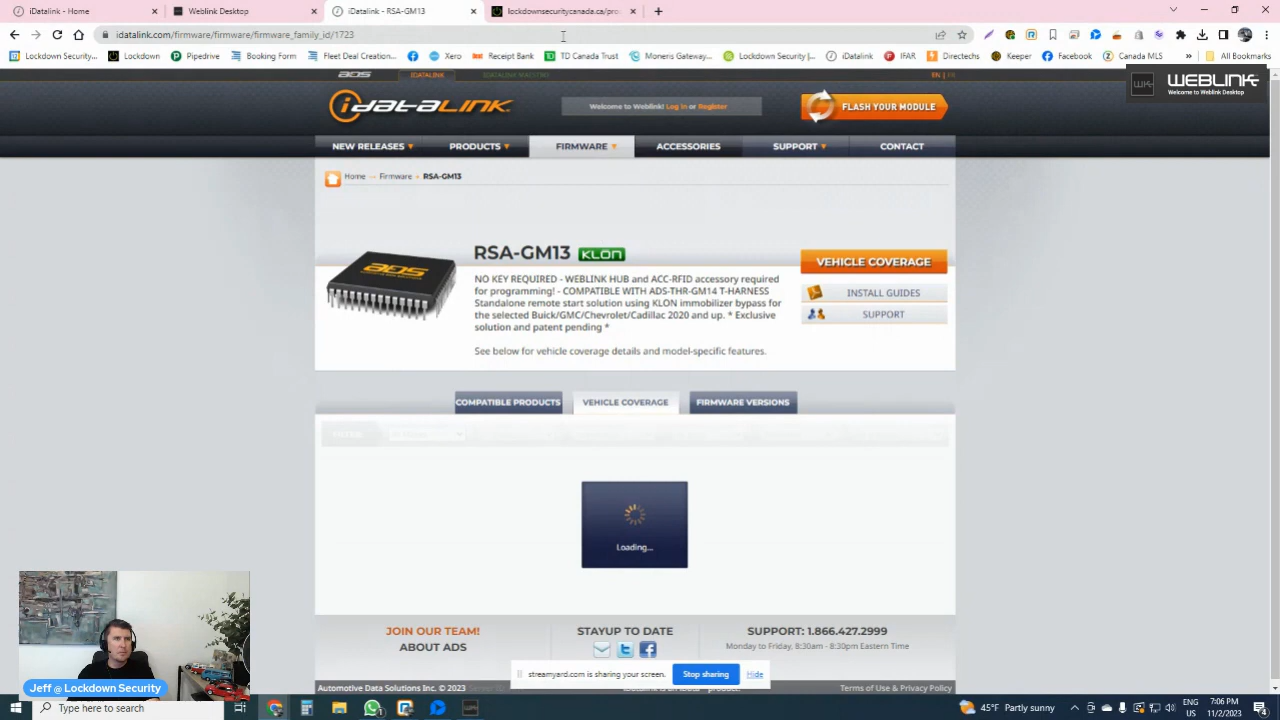 iDatalink - Home
Weblink Desktop
iDatalink - RSA-GM13
lockdownsecuritycanada.ca/pro
idatalink.com/firmware/firmware/firmware_family_id/1723
Lockdown Security... iDatalink Pipedrive Booking Form Fleet Deal Creation... Xero Receipt Bank TD Canada Trust Moneris Gateway... Lockdown Security |... iDatalink IFAR Directechs Keeper Facebook Zapier Calls » All Bookmarks
ADS IDATALINK IDATALINK MAESTRO EN | FR
WEBLINK
Welcome to Weblink Desktop
iDATALINK
Welcome to Weblink! Log in or Register
FLASH YOUR MODULE
NEW RELEASES PRODUCTS FIRMWARE ACCESSORIES SUPPORT CONTACT
Home Firmware RSA-GM13
RSA-GM13 KLON
ADS
VEHICLE COVERAGE
NO KEY REQUIRED - WEBLINK HUB and ACC-RFID accessory required
for programming! - COMPATIBLE WITH ADS-THR-GM14 T-HARNESS
Standalone remote start solution using KLON immobilizer bypass for
the selected Buick/GMC/Chevrolet/Cadillac 2020 and up. * Exclusive
solution and patent pending *
INSTALL GUIDES
SUPPORT
See below for vehicle coverage details and model-specific features.
COMPATIBLE PRODUCTS VEHICLE COVERAGE FIRMWARE VERSIONS
Loading...
JOIN OUR TEAM!
ABOUT ADS
STAYUP TO DATE
SUPPORT: 1.866.427.2999
Monday to Friday, 8:30am - 8:30pm Eastern Time
streamyard.com is sharing your screen. Stop sharing Hide
Automotive Data Solutions Inc. © 2023
Terms of Use & Privacy Policy
Jeff @ Lockdown Security
Type here to search
45°F Partly sunny
ENG
US
7:06 PM
11/2/2023